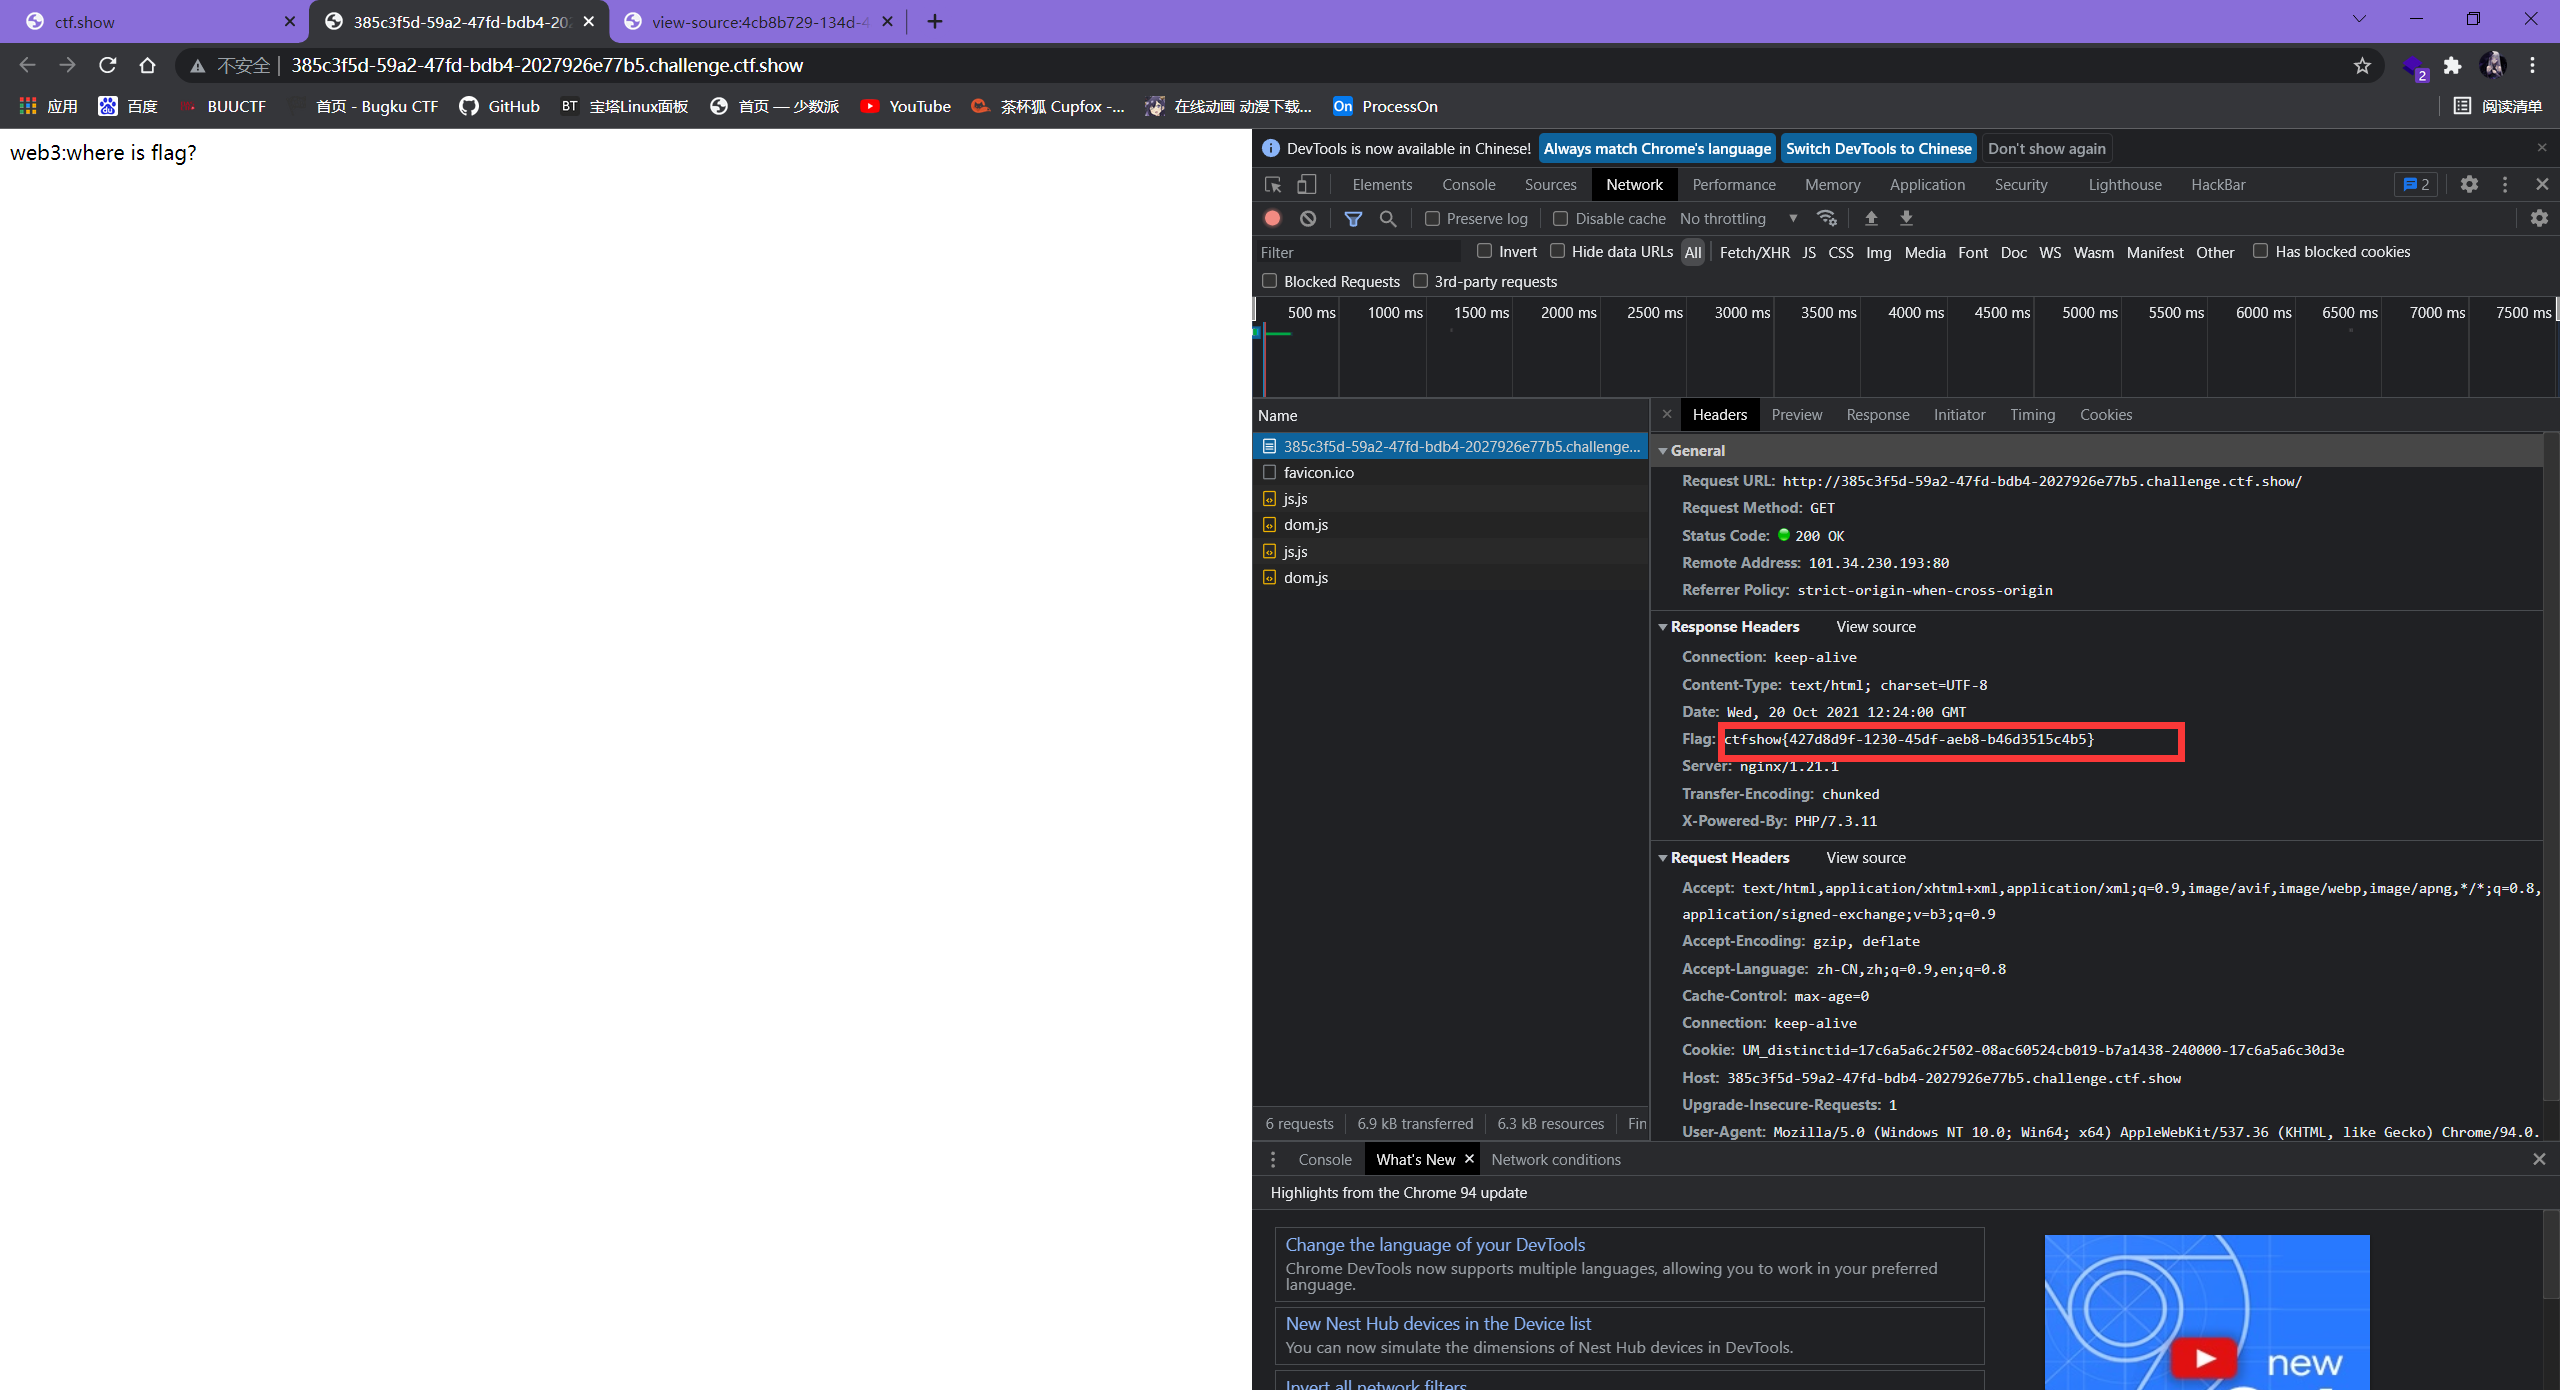 ctf.show
385c3f5d-59a2-47fd-bdb4-202
view-source:4cb8b729-134d-4
不安全 385c3f5d-59a2-47fd-bdb4-2027926e77b5.challenge.ctf.show
2
应用 百度 BUUCTF 首页 - Bugku CTF GitHub BT 宝塔Linux面板 首页 — 少数派 YouTube 茶杯狐 Cupfox -... 在线动画 动漫下载... On ProcessOn 阅读清单
web3:where is flag?
DevTools is now available in Chinese! Always match Chrome's language Switch DevTools to Chinese Don't show again
Elements Console Sources Network Performance Memory Application Security Lighthouse HackBar 2
Preserve log Disable cache No throttling
Filter Invert Hide data URLs All Fetch/XHR JS CSS Img Media Font Doc WS Wasm Manifest Other Has blocked cookies
Blocked Requests 3rd-party requests
500 ms 1000 ms 1500 ms 2000 ms 2500 ms 3000 ms 3500 ms 4000 ms 4500 ms 5000 ms 5500 ms 6000 ms 6500 ms 7000 ms 7500 ms
Name
385c3f5d-59a2-47fd-bdb4-2027926e77b5.challenge...
favicon.ico
js.js
dom.js
js.js
dom.js
6 requests 6.9 kB transferred 6.3 kB resources Fin
Headers Preview Response Initiator Timing Cookies
General
Request URL: http://385c3f5d-59a2-47fd-bdb4-2027926e77b5.challenge.ctf.show/
Request Method: GET
Status Code: 200 OK
Remote Address: 101.34.230.193:80
Referrer Policy: strict-origin-when-cross-origin
Response Headers View source
Connection: keep-alive
Content-Type: text/html; charset=UTF-8
Date: Wed, 20 Oct 2021 12:24:00 GMT
Flag: ctfshow{427d8d9f-1230-45df-aeb8-b46d3515c4b5}
Server: nginx/1.21.1
Transfer-Encoding: chunked
X-Powered-By: PHP/7.3.11
Request Headers View source
Accept: text/html,application/xhtml+xml,application/xml;q=0.9,image/avif,image/webp,image/apng,*/*;q=0.8,
application/signed-exchange;v=b3;q=0.9
Accept-Encoding: gzip, deflate
Accept-Language: zh-CN,zh;q=0.9,en;q=0.8
Cache-Control: max-age=0
Connection: keep-alive
Cookie: UM_distinctid=17c6a5a6c2f502-08ac60524cb019-b7a1438-240000-17c6a5a6c30d3e
Host: 385c3f5d-59a2-47fd-bdb4-2027926e77b5.challenge.ctf.show
Upgrade-Insecure-Requests: 1
User-Agent: Mozilla/5.0 (Windows NT 10.0; Win64; x64) AppleWebKit/537.36 (KHTML, like Gecko) Chrome/94.0.
Console What's New Network conditions
Highlights from the Chrome 94 update
Change the language of your DevTools
Chrome DevTools now supports multiple languages, allowing you to work in your preferred
language.
New Nest Hub devices in the Device list
You can now simulate the dimensions of Nest Hub devices in DevTools.
Invert all network filters
new